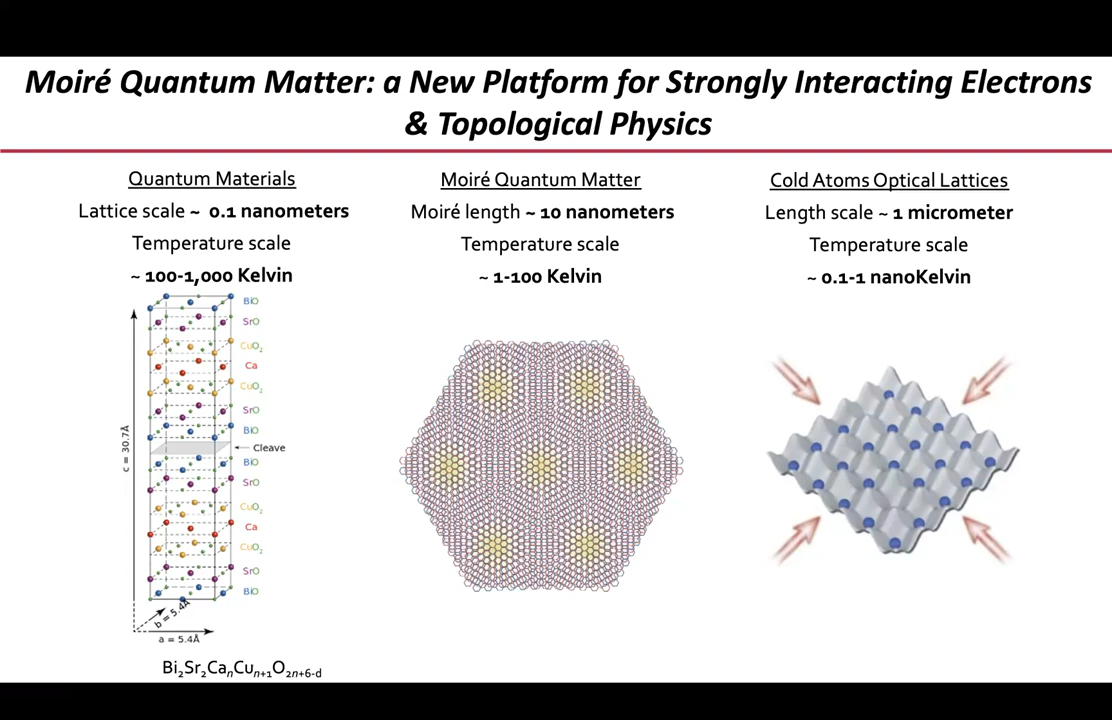 Moiré Quantum Matter: a New Platform for Strongly Interacting Electrons
& Topological Physics
Quantum Materials
Lattice scale ~ 0.1 nanometers
Temperature scale
~ 100-1,000 Kelvin
BiO
SrO
CuO₂
Ca
CuO₂
SrO
BiO
Cleave
BiO
SrO
CuO₂
Ca
CuO₂
SrO
BiO
c = 30.7Å
b = 5.4Å
a = 5.4Å
Bi₂Sr₂CaₙCuₙ₊₁O₂ₙ₊₆₋d
Moiré Quantum Matter
Moiré length ~ 10 nanometers
Temperature scale
~ 1-100 Kelvin
Cold Atoms Optical Lattices
Length scale ~ 1 micrometer
Temperature scale
~ 0.1-1 nanoKelvin